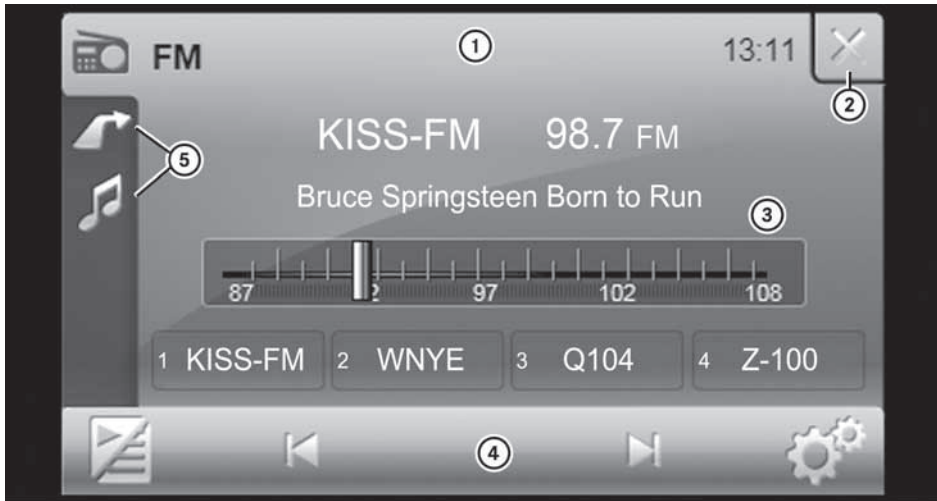 FM 1 13:11
2
KISS-FM 98.7 FM
5
Bruce Springsteen Born to Run
3
87 2 97 102 108
1 KISS-FM 2 WNYE 3 Q104 4 Z-100
4